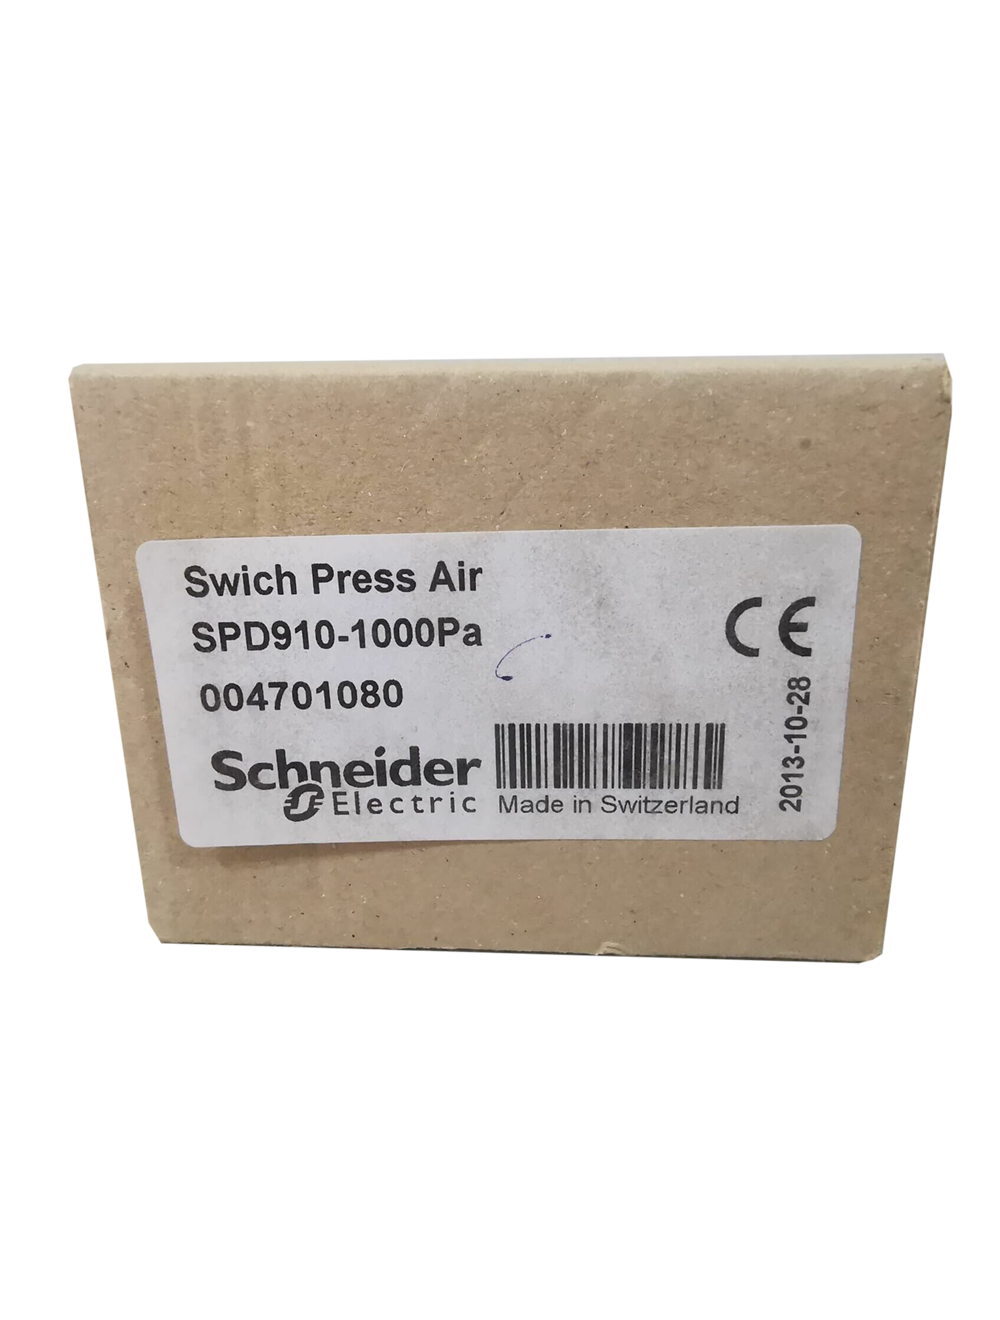 Swich Press Air
SPD910-1000Pa
004701080
CE
2013-10-28
Schneider
Electric
Made in Switzerland